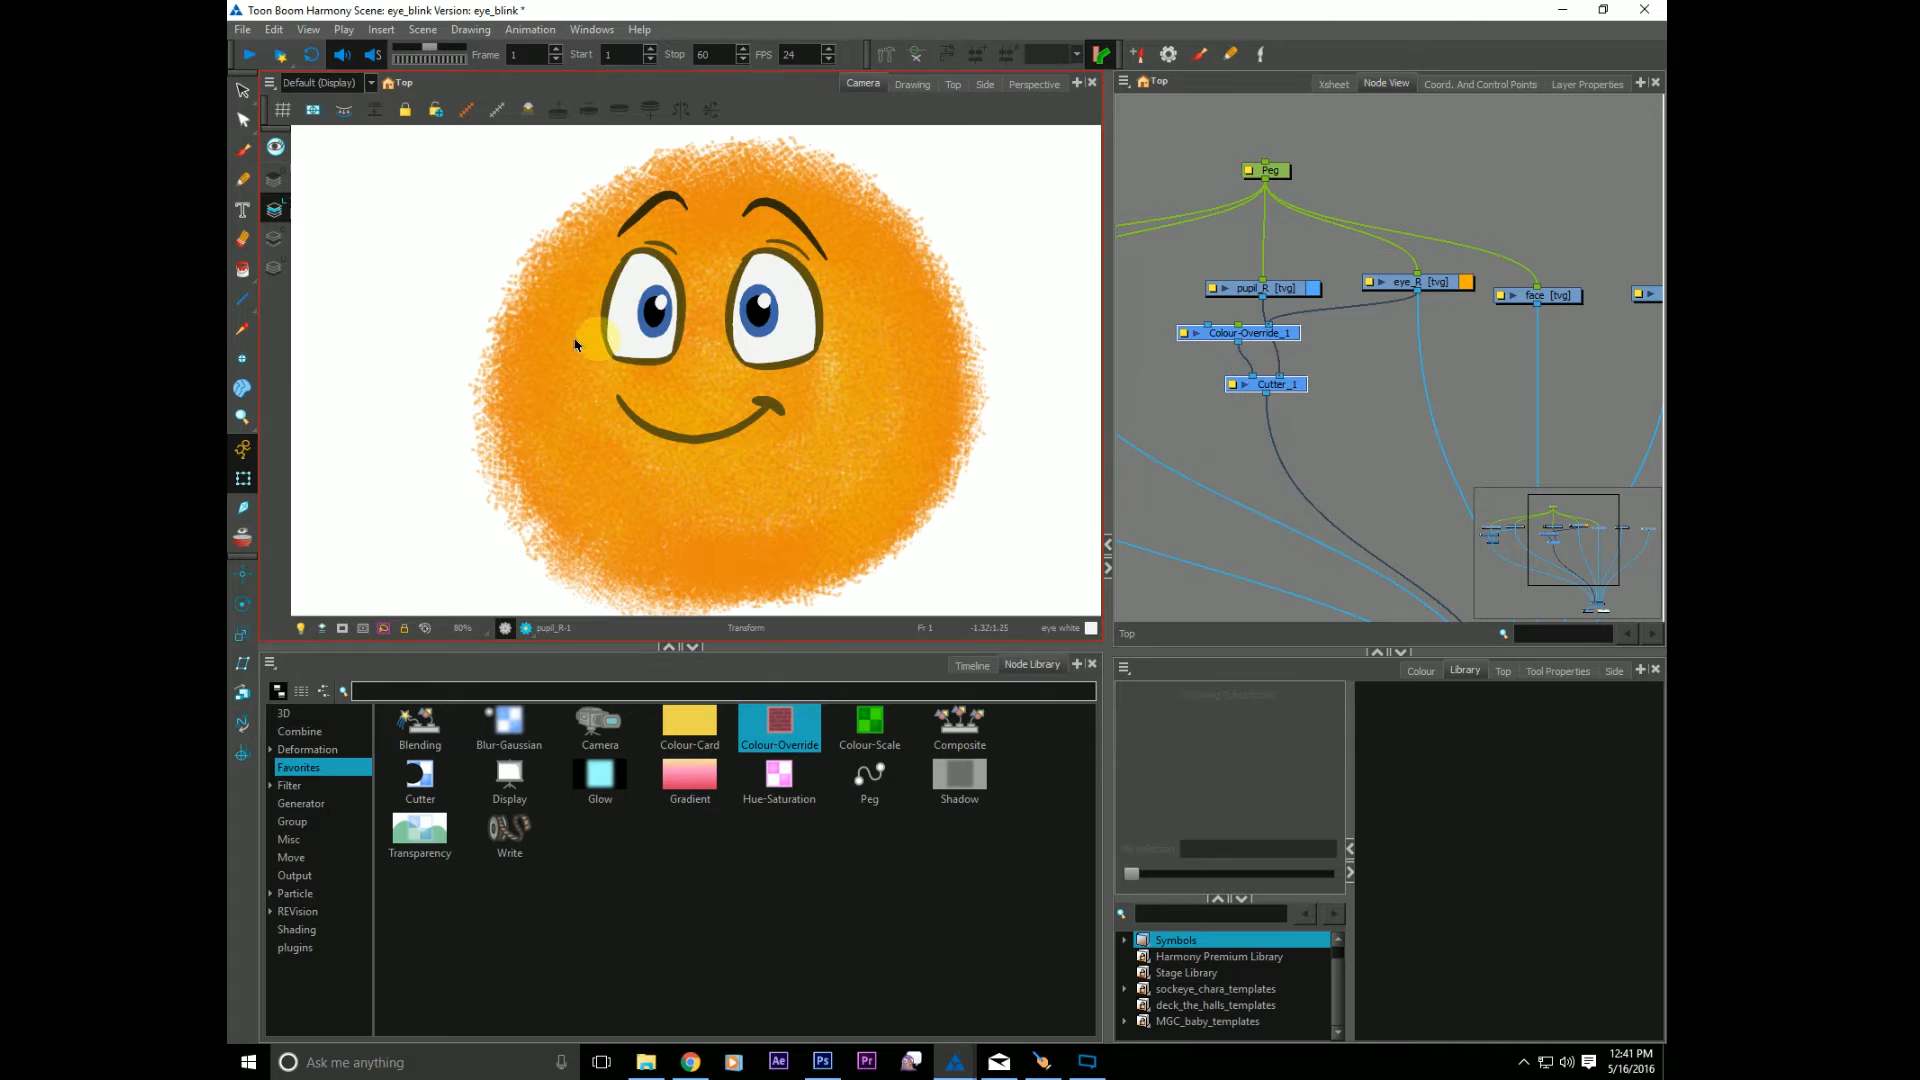 Toon Boom Harmony Scene: eye_blink Version: eye_blink *
File Edit View Play Insert Scene Drawing Animation Windows Help
Frame 1 Start 1 Stop 60 FPS 24
Default (Display) Top Camera Drawing Top Side Perspective
Top Xsheet Node View Coord. And Control Points Layer Properties
Peg
pupil_R [tvg]
eye_R [tvg]
face [tvg]
Colour-Override_1
Cutter_1
80% pupil_R-1 Transform Fr 1 -1.32:1.25 eye white
Top
Timeline Node Library
Colour Library Top Tool Properties Side
3D
Combine
Deformation
Favorites
Filter
Generator
Group
Misc
Move
Output
Particle
REVision
Shading
plugins
Blending Blur-Gaussian Camera Colour-Card Colour-Override Colour-Scale Composite
Cutter Display Glow Gradient Hue-Saturation Peg Shadow
Transparency Write
Symbols
Harmony Premium Library
Stage Library
sockeye_chara_templates
deck_the_halls_templates
MGC_baby_templates
Ask me anything
Ae Ps Pr
12:41 PM
5/16/2016